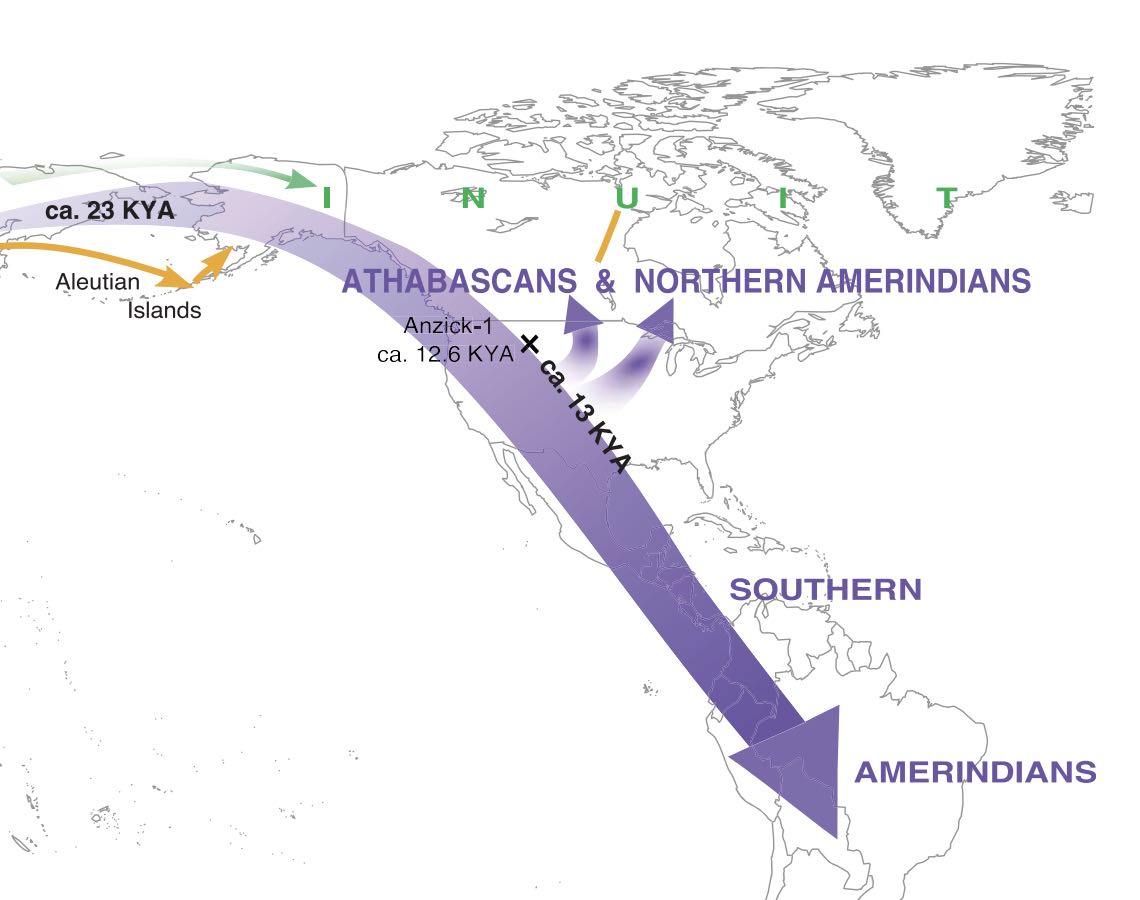 I N U I T
ca. 23 KYA
Aleutian
Islands
ATHABASCANS & NORTHERN AMERINDIANS
Anzick-1
ca. 12.6 KYA
ca. 13 KYA
SOUTHERN
AMERINDIANS